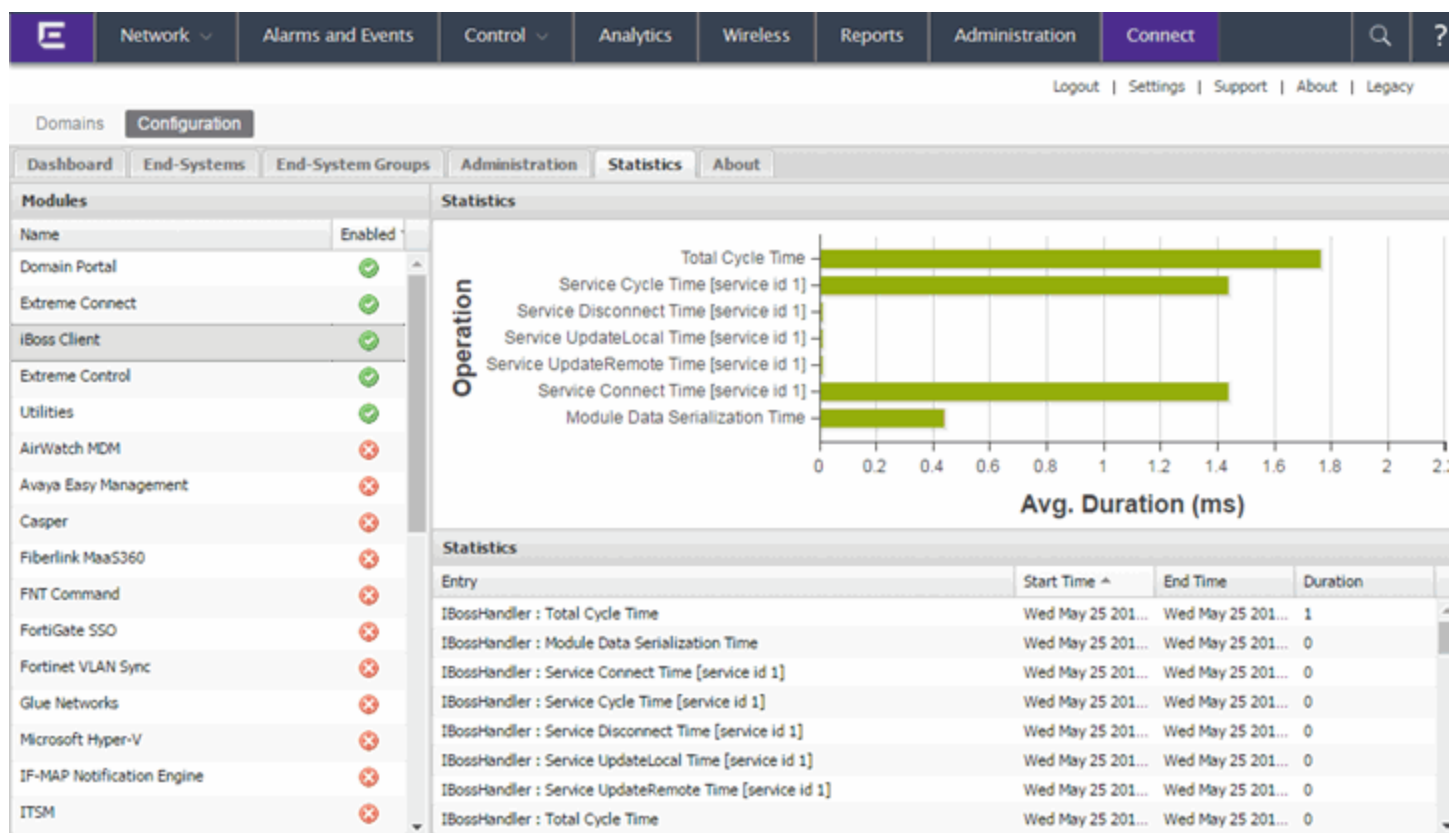 Network Alarms and Events Control Analytics Wireless Reports Administration Connect ?
Logout | Settings | Support | About | Legacy
Domains Configuration
Dashboard End-Systems End-System Groups Administration Statistics About
Modules
Name Enabled
Domain Portal
Extreme Connect
iBoss Client
Extreme Control
Utilities
AirWatch MDM
Avaya Easy Management
Casper
Fiberlink MaaS360
FNT Command
FortiGate SSO
Fortinet VLAN Sync
Glue Networks
Microsoft Hyper-V
IF-MAP Notification Engine
ITSM
Statistics
Operation
Total Cycle Time
Service Cycle Time [service id 1]
Service Disconnect Time [service id 1]
Service UpdateLocal Time [service id 1]
Service UpdateRemote Time [service id 1]
Service Connect Time [service id 1]
Module Data Serialization Time
0 0.2 0.4 0.6 0.8 1 1.2 1.4 1.6 1.8 2
Avg. Duration (ms)
Statistics
Entry Start Time End Time Duration
IBossHandler : Total Cycle Time Wed May 25 201... Wed May 25 201... 1
IBossHandler : Module Data Serialization Time Wed May 25 201... Wed May 25 201... 0
IBossHandler : Service Connect Time [service id 1] Wed May 25 201... Wed May 25 201... 0
IBossHandler : Service Cycle Time [service id 1] Wed May 25 201... Wed May 25 201... 0
IBossHandler : Service Disconnect Time [service id 1] Wed May 25 201... Wed May 25 201... 0
IBossHandler : Service UpdateLocal Time [service id 1] Wed May 25 201... Wed May 25 201... 0
IBossHandler : Service UpdateRemote Time [service id 1] Wed May 25 201... Wed May 25 201... 0
IBossHandler : Total Cycle Time Wed May 25 201... Wed May 25 201... 0